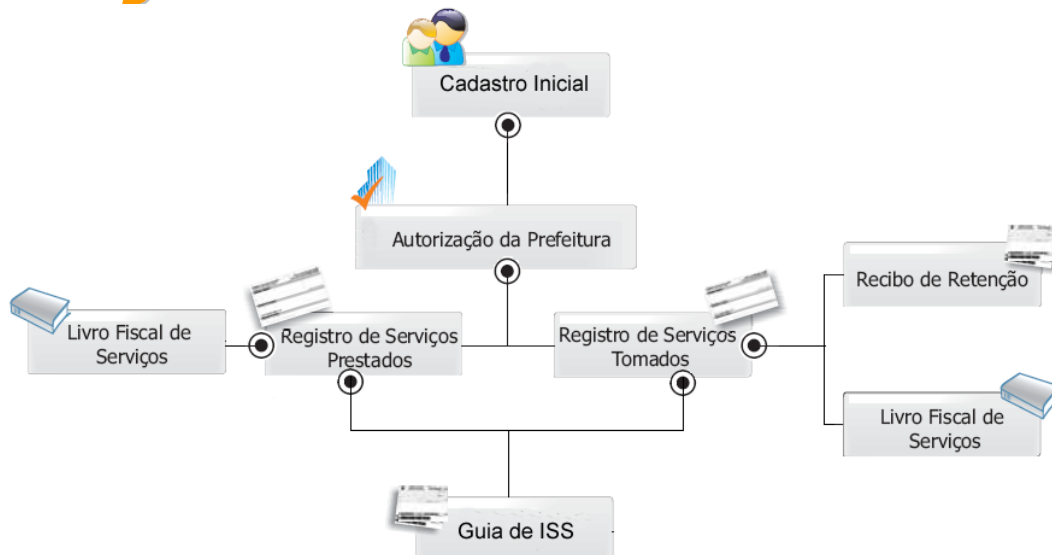 Cadastro Inicial
Autorização da Prefeitura
Recibo de Retenção
Livro Fiscal de
Serviços
Registro de Serviços
Prestados
Registro de Serviços
Tomados
Livro Fiscal de
Serviços
Guia de ISS